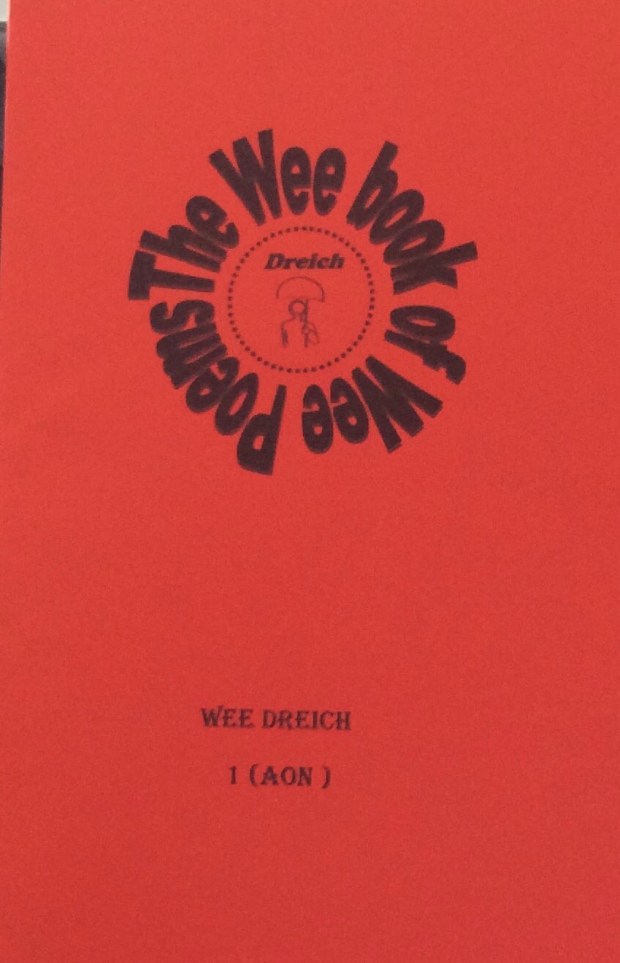 The Wee book of Wee Poems
Dreich
WEE DREICH
1 (AON )